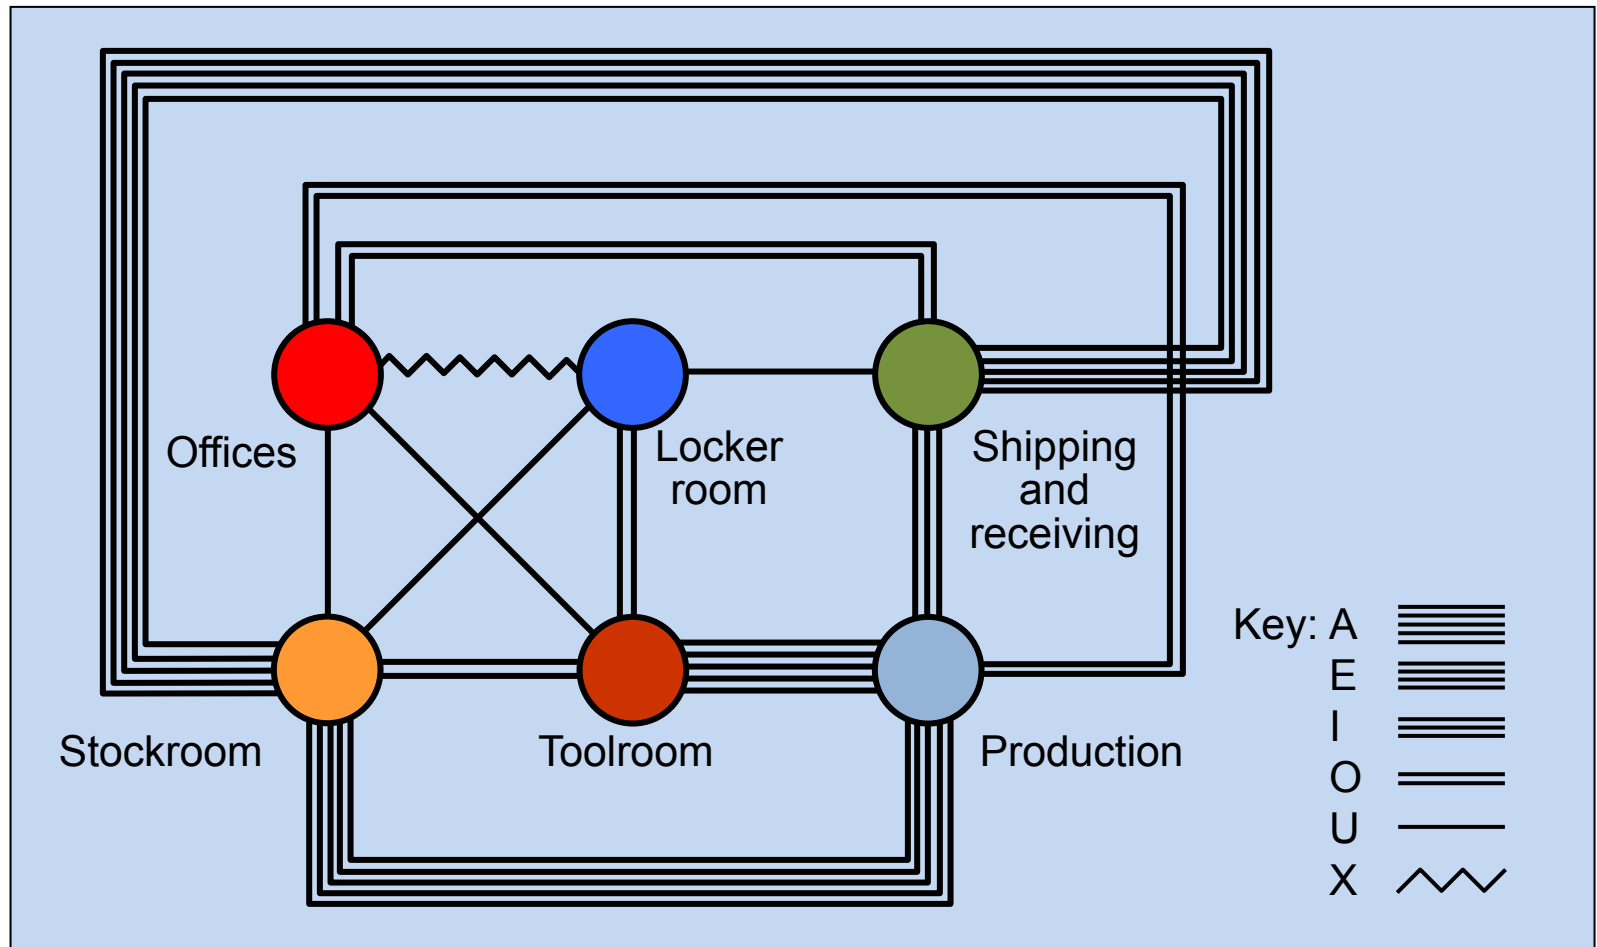 Offices
Locker
room
Shipping
and
receiving
Stockroom
Toolroom
Production
Key: A
E
I
O
U
X